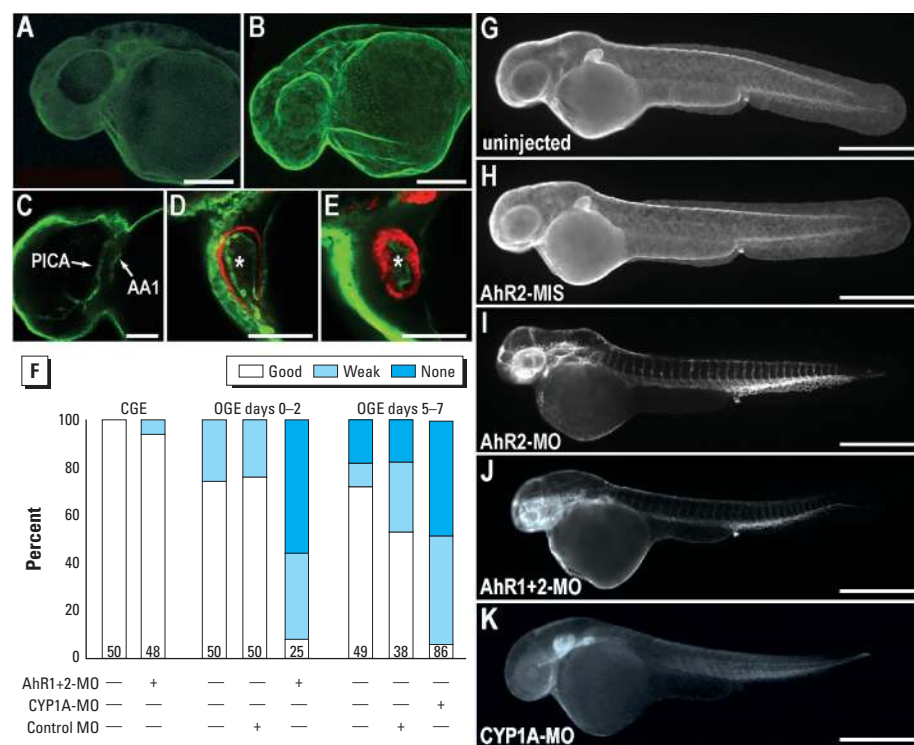 A
B
C
PICA
AA1
D
*
E
*
F
Good Weak None
CGE OGE days 0–2 OGE days 5–7
100
80
60
40
20
0
Percent
50 48 50 50 25 49 38 86
AhR1+2-MO — + — — + — — —
CYP1A-MO — — — — — — — +
Control MO — — — + — — + —
G
uninjected
H
AhR2-MIS
I
AhR2-MO
J
AhR1+2-MO
K
CYP1A-MO